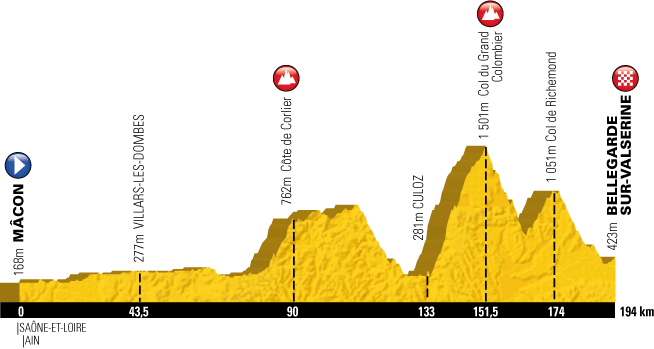 168m MÂCON
277m VILLARS-LES-DOMBES
762m Côte de Corlier
281m CULOZ
1 501m Col du Grand
Colombier
1 051m Col de Richemond
423m BELLEGARDE
SUR-VALSERINE
0 43,5 90 133 151,5 174 194 km
|SAÔNE-ET-LOIRE
|AIN